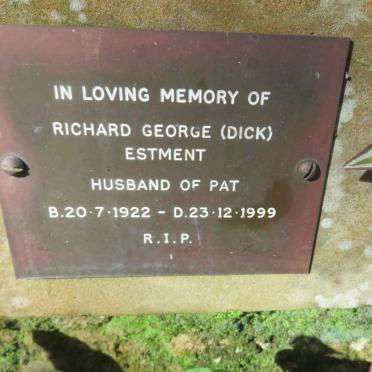 IN LOVING MEMORY OF
RICHARD GEORGE (DICK)
ESTMENT
HUSBAND OF PAT
B.20·7·1922 - D.23·12·1999
R.I.P.